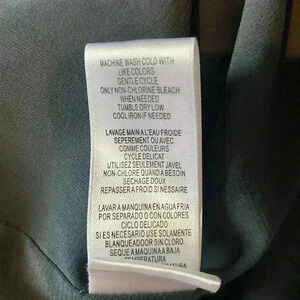 MACHINE WASH COLD WITH
LIKE COLORS
GENTLE CYCLE
ONLY NON-CHLORINE BLEACH
WHEN NEEDED
TUMBLE DRY LOW
COOL IRON IF NEEDED
LAVAGE MAIN A L'EAU FROIDE
SEPEREMENT OU AVEC
COMME COULEURS
CYCLE DELICAT
UTILISEZ SEULEMENT JAVEL
NON-CHLORE QUAND A BESOIN
SECHAGE DOUX
REPASSER A FROID SI NESSAIRE
LAVAR A MAQUINA EN AGUA FRIA
POR SEPARADO O CON COLORES
CICLO DELICADO
SI ES NECESARIO USE SOLAMENTE
BLANQUEADOR SIN CLORO
SEQUE A MAQUINA A BAJA
TEMPERATURA